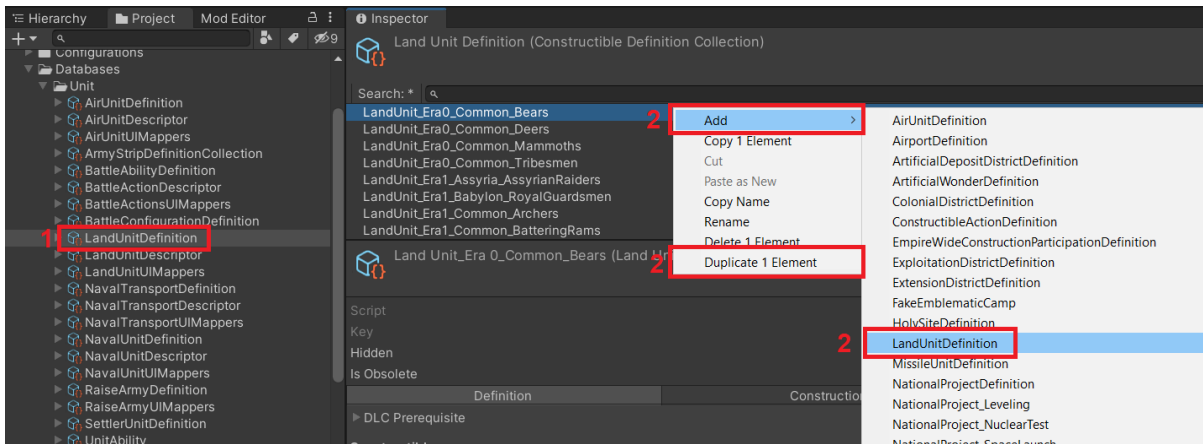 Hierarchy
Project
Mod Editor
9
Configurations
Databases
Unit
AirUnitDefinition
AirUnitDescriptor
AirUnitUIMappers
ArmyStripDefinitionCollection
BattleAbilityDefinition
BattleActionDescriptor
BattleActionsUIMappers
BattleConfigurationDefinition
1
LandUnitDefinition
LandUnitDescriptor
LandUnitUIMappers
NavalTransportDefinition
NavalTransportDescriptor
NavalTransportUIMappers
NavalUnitDefinition
NavalUnitDescriptor
NavalUnitUIMappers
RaiseArmyDefinition
RaiseArmyUIMappers
SettlerUnitDefinition
UnitAbility
Inspector
Land Unit Definition (Constructible Definition Collection)
Search: *
LandUnit_Era0_Common_Bears
LandUnit_Era0_Common_Deers
LandUnit_Era0_Common_Mammoths
LandUnit_Era0_Common_Tribesmen
LandUnit_Era1_Assyria_AssyrianRaiders
LandUnit_Era1_Babylon_RoyalGuardsmen
LandUnit_Era1_Common_Archers
LandUnit_Era1_Common_BatteringRams
Land Unit_Era 0_Common_Bears (Land
Script
Key
Hidden
Is Obsolete
Definition
Constructio
DLC Prerequisite
2
Add
Copy 1 Element
Cut
Paste as New
Copy Name
Rename
Delete 1 Element
2
Duplicate 1 Element
AirUnitDefinition
AirportDefinition
ArtificialDepositDistrictDefinition
ArtificialWonderDefinition
ColonialDistrictDefinition
ConstructibleActionDefinition
EmpireWideConstructionParticipationDefinition
ExploitationDistrictDefinition
ExtensionDistrictDefinition
FakeEmblematicCamp
HolySiteDefinition
2
LandUnitDefinition
MissileUnitDefinition
NationalProjectDefinition
NationalProject_Leveling
NationalProject_NuclearTest
NationalProject_SpaceLaunch